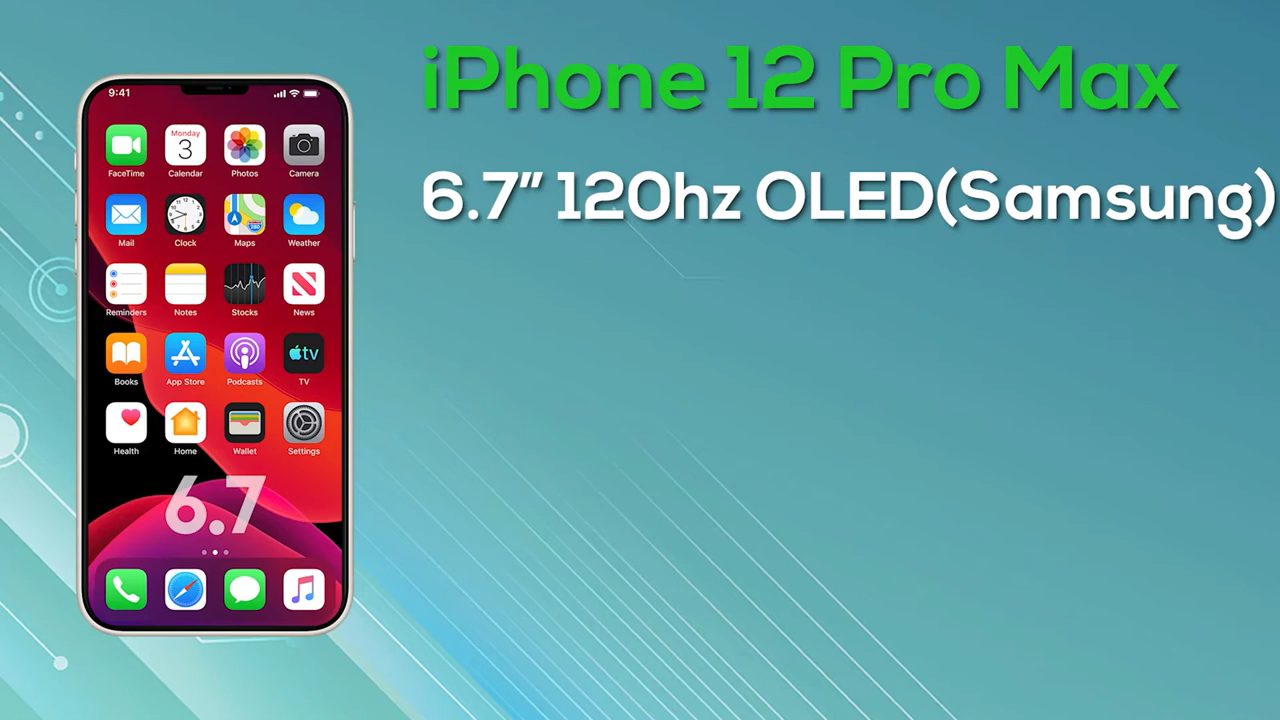 iPhone 12 Pro Max
6.7” 120hz OLED(Samsung)
9:41
Monday
3
FaceTime Calendar Photos Camera
Mail Clock Maps Weather
Reminders Notes Stocks News
tv
Books App Store Podcasts TV
Health Home Wallet Settings
6.7